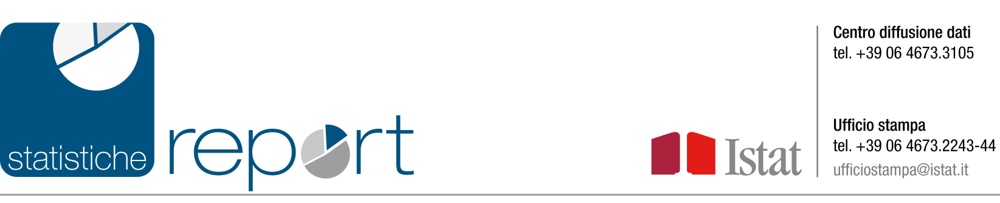 statistiche report
Istat
Centro diffusione dati
tel. +39 06 4673.3105
Ufficio stampa
tel. +39 06 4673.2243-44
ufficiostampa@istat.it